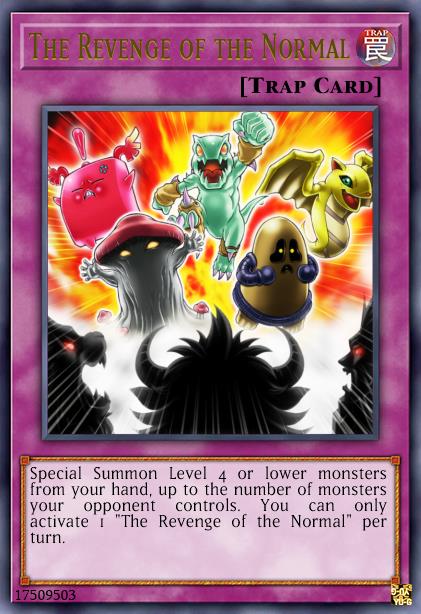 The Revenge of the Normal
TRAP
罠
[Trap Card]
Special Summon Level 4 or lower monsters
from your hand, up to the number of monsters
your opponent controls. You can only
activate 1 "The Revenge of the Normal" per
turn.
17509503